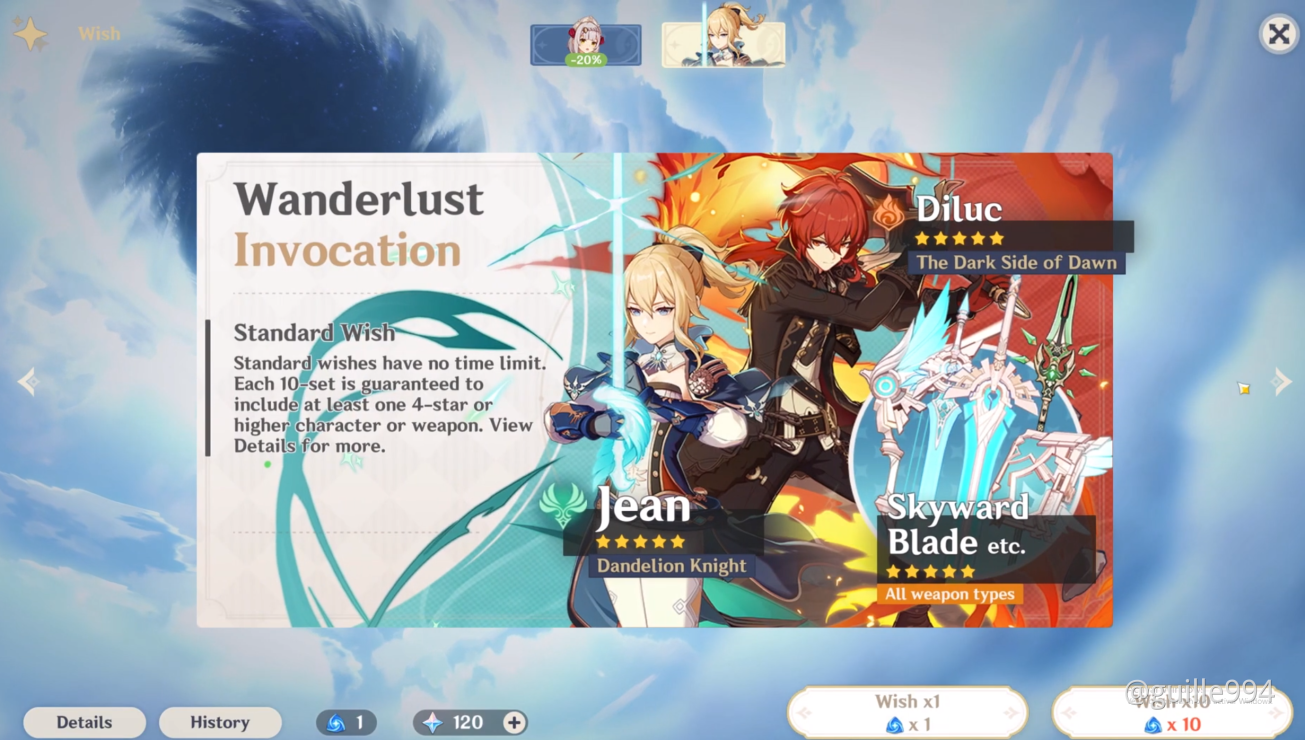 Wish
-20%
Wanderlust
Invocation
Standard Wish
Standard wishes have no time limit.
Each 10-set is guaranteed to
include at least one 4-star or
higher character or weapon. View
Details for more.
Diluc
The Dark Side of Dawn
Jean
Dandelion Knight
Skyward
Blade etc.
All weapon types
Details
History
1
120
Wish x1
x 1
Wish x10
x 10
@guille994